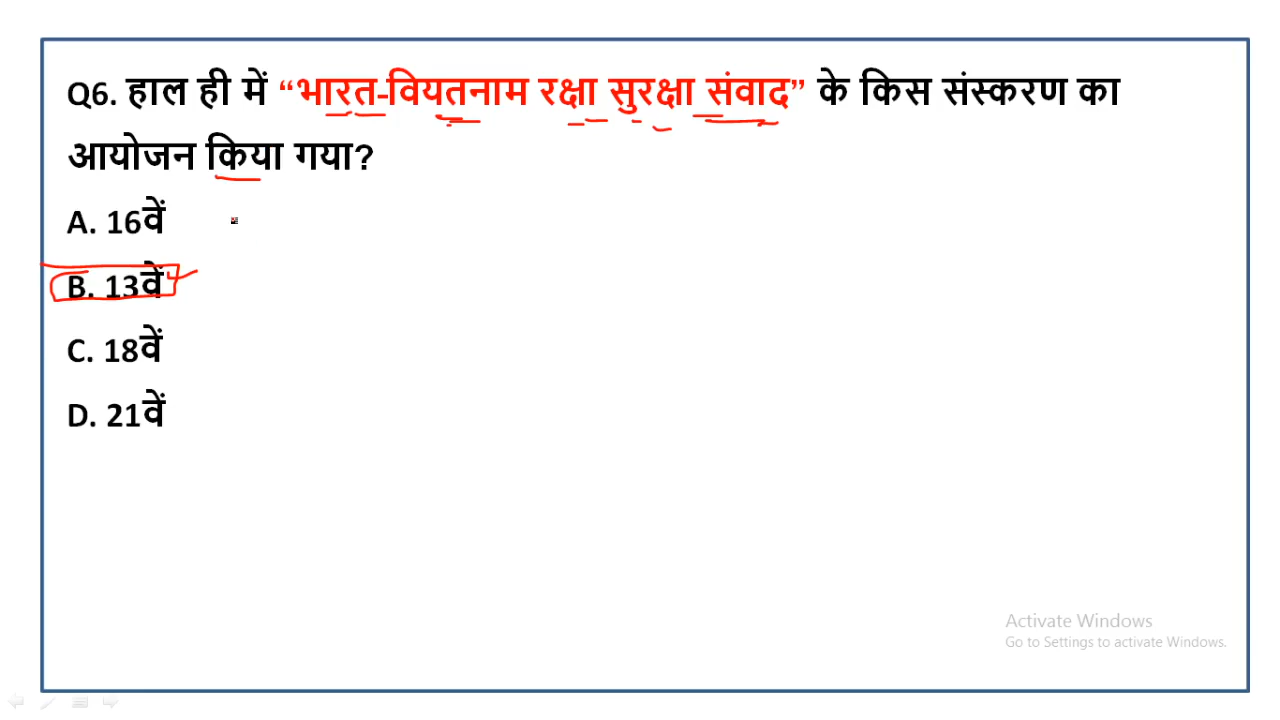 Q6. हाल ही में “भारत-वियतनाम रक्षा सुरक्षा संवाद” के किस संस्करण का
आयोजन किया गया?
A. 16वें
B. 13वें
C. 18वें
D. 21वें
Activate Windows
Go to Settings to activate Windows.